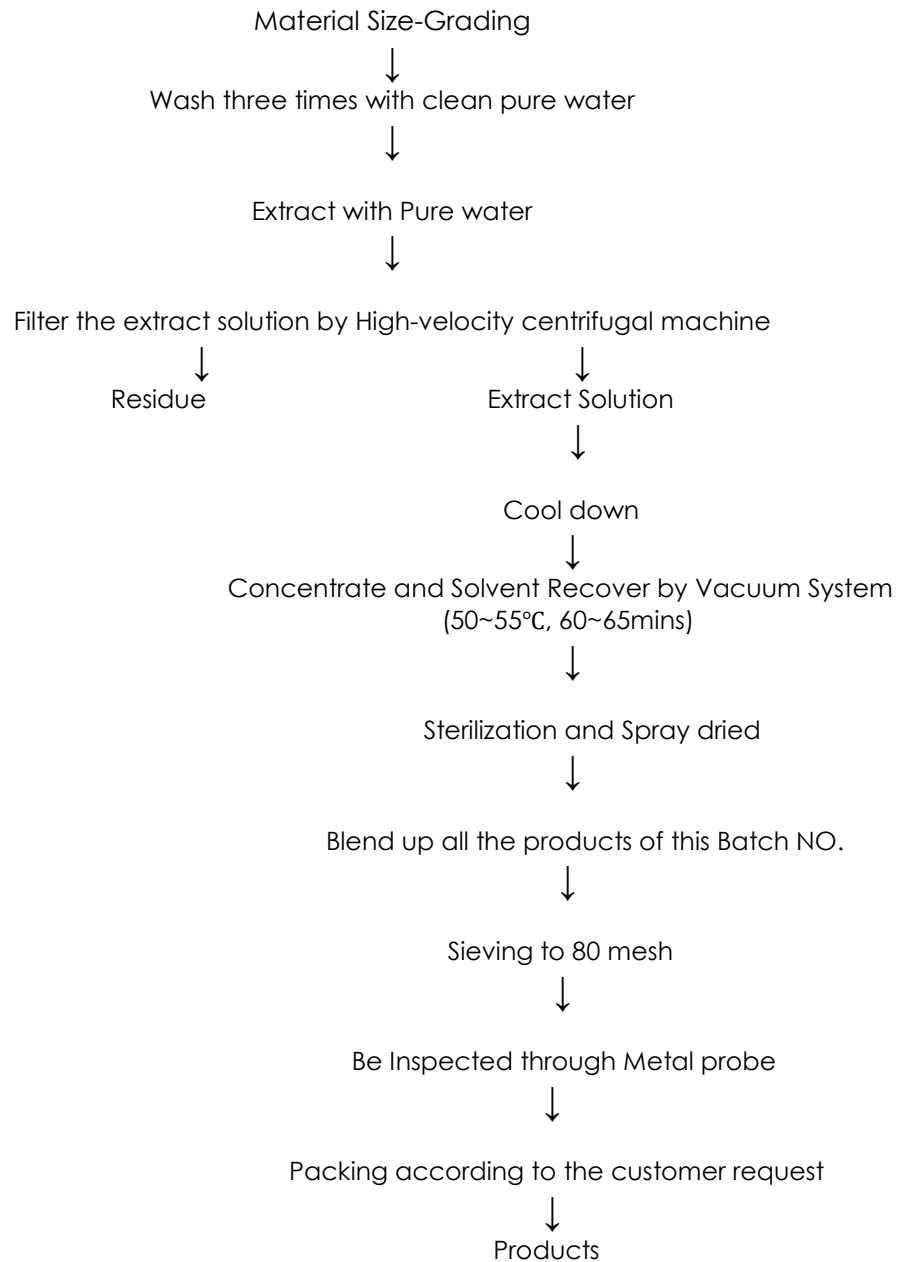 Material Size-Grading
↓
Wash three times with clean pure water
↓
Extract with Pure water
↓
Filter the extract solution by High-velocity centrifugal machine
↓ ↓
Residue Extract Solution
↓
Cool down
↓
Concentrate and Solvent Recover by Vacuum System
(50~55℃, 60~65mins)
↓
Sterilization and Spray dried
↓
Blend up all the products of this Batch NO.
↓
Sieving to 80 mesh
↓
Be Inspected through Metal probe
↓
Packing according to the customer request
↓
Products